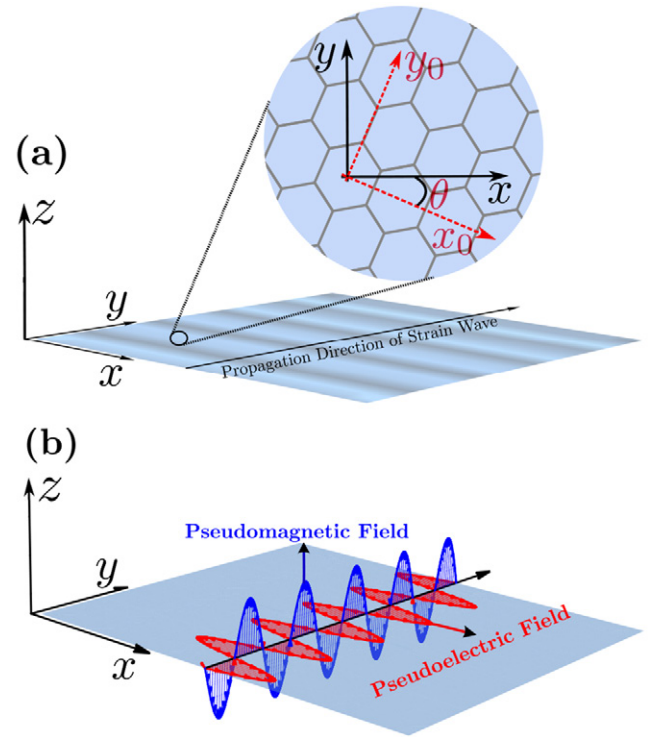 (a)
y
y0
x
θ
x0
z
y
x
Propagation Direction of Strain Wave
(b)
z
Pseudomagnetic Field
y
x
Pseudoelectric Field